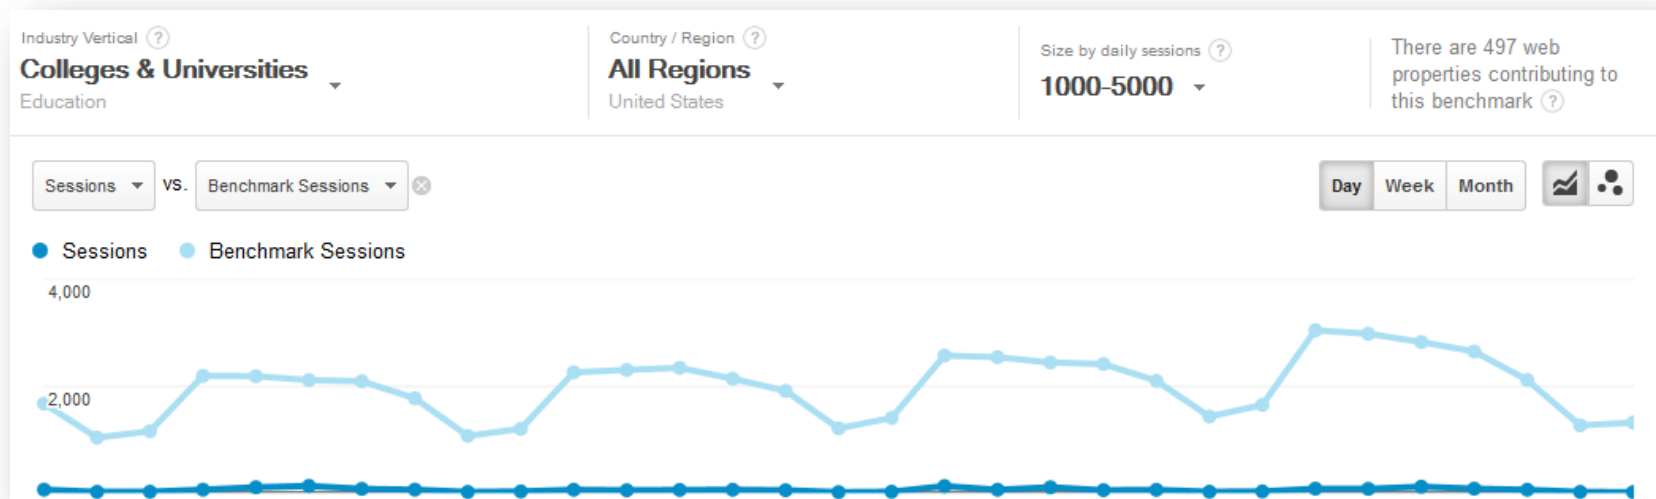 Industry Vertical ?
Colleges & Universities
Education
Country / Region ?
All Regions
United States
Size by daily sessions ?
1000-5000
There are 497 web
properties contributing to
this benchmark ?
Sessions vs. Benchmark Sessions
Day Week Month
Sessions Benchmark Sessions
4,000
2,000